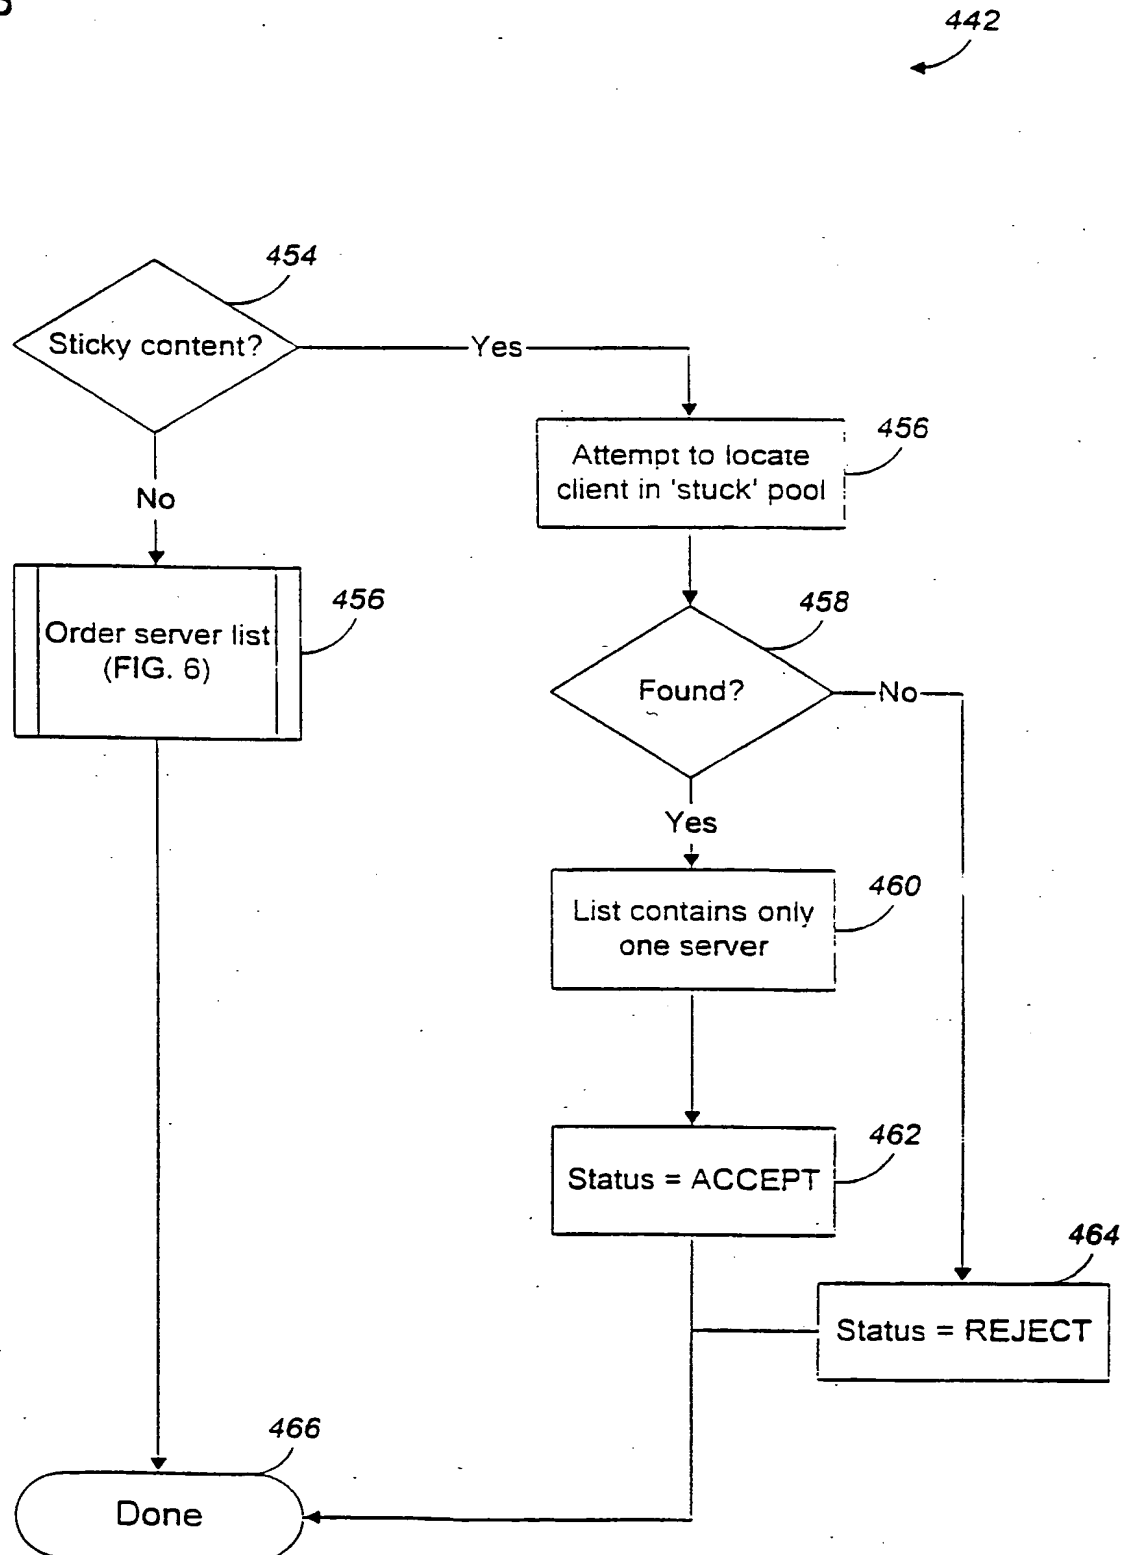 442
454
Sticky content?
Yes
456
Attempt to locate
client in 'stuck' pool
No
456
Order server list
(FIG. 6)
458
Found?
No
Yes
460
List contains only
one server
462
Status = ACCEPT
464
Status = REJECT
466
Done